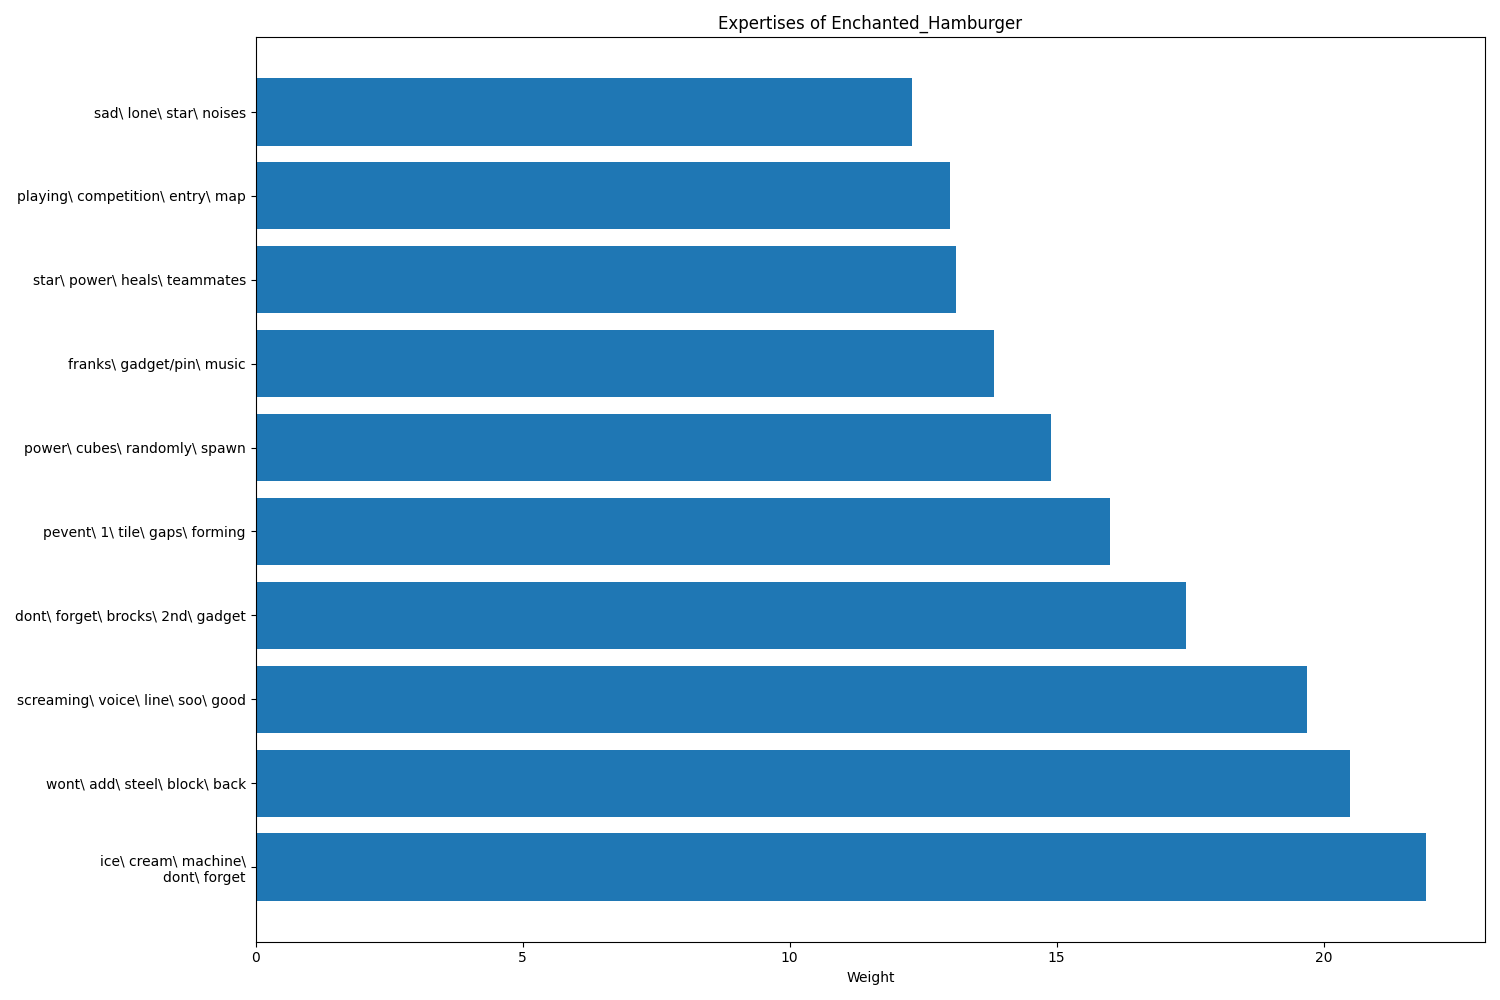 Expertises of Enchanted_Hamburger
sad\ lone\ star\ noises
playing\ competition\ entry\ map
star\ power\ heals\ teammates
franks\ gadget/pin\ music
power\ cubes\ randomly\ spawn
pevent\ 1\ tile\ gaps\ forming
dont\ forget\ brocks\ 2nd\ gadget
screaming\ voice\ line\ soo\ good
wont\ add\ steel\ block\ back
ice\ cream\ machine\
dont\ forget
0 5 10 15 20
Weight